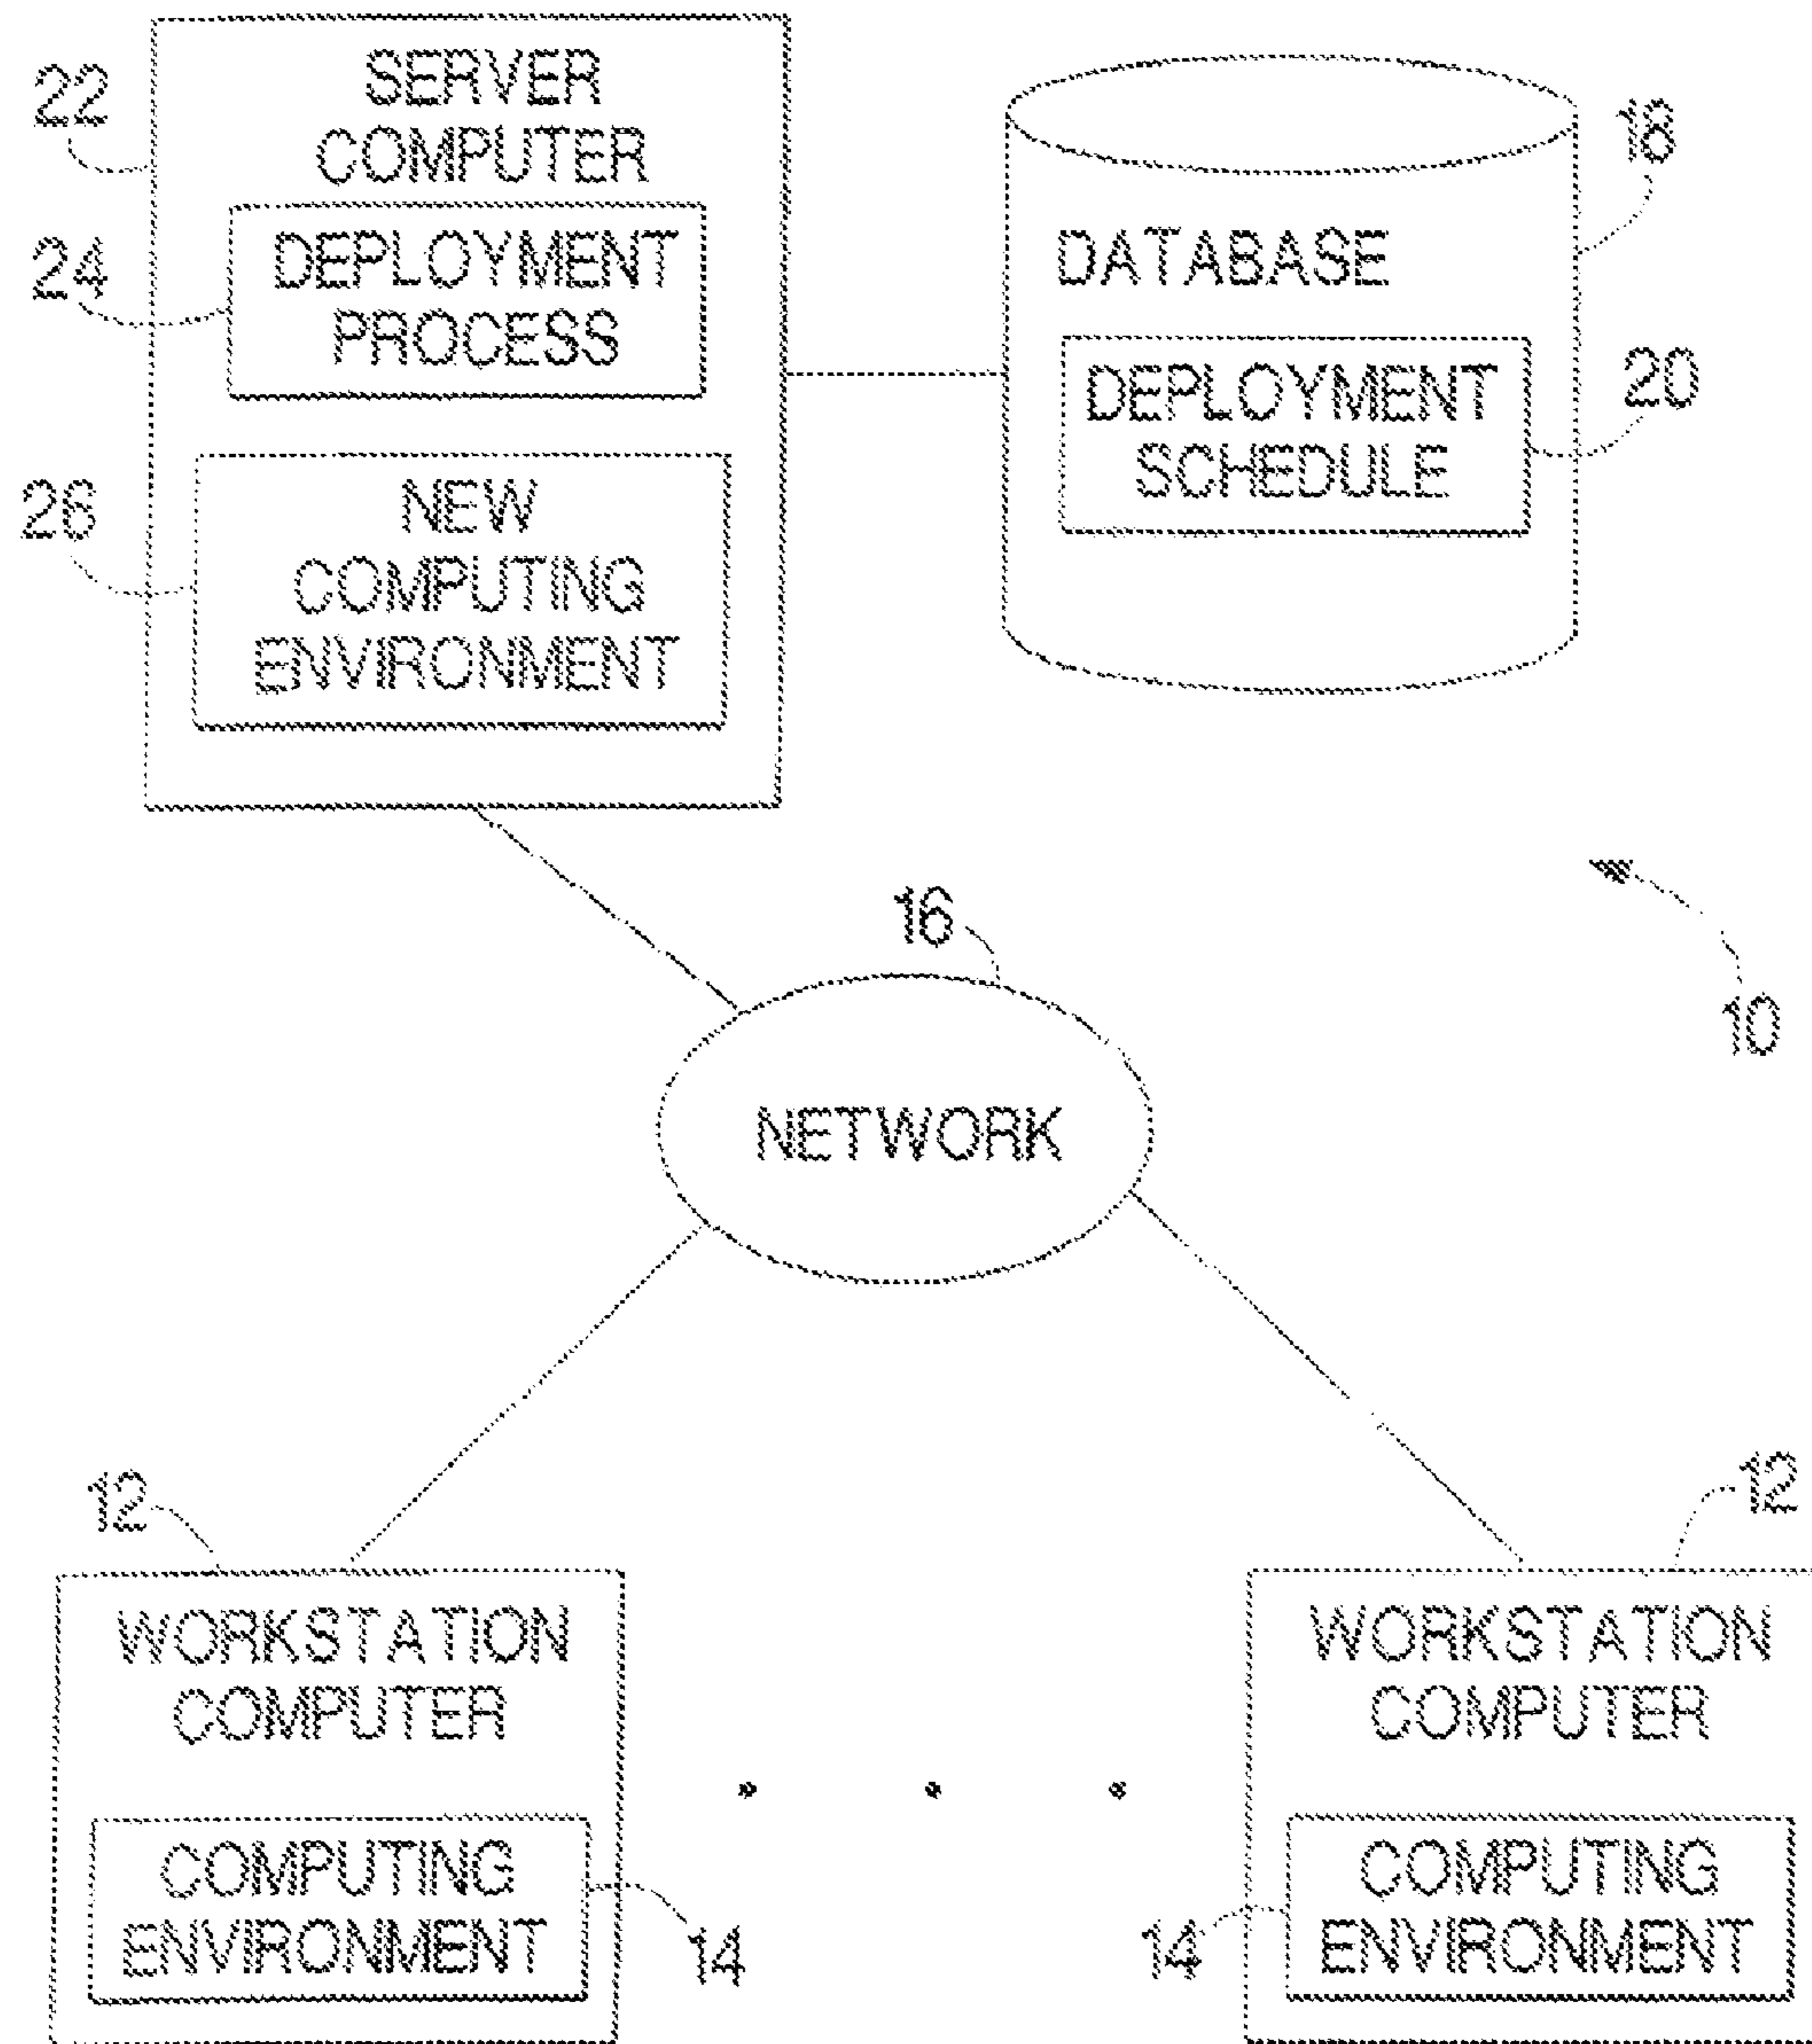 22
SERVER
COMPUTER
24
DEPLOYMENT
PROCESS
26
NEW
COMPUTING
ENVIRONMENT
18
DATABASE
20
DEPLOYMENT
SCHEDULE
16
NETWORK
10
12
WORKSTATION
COMPUTER
COMPUTING
ENVIRONMENT
14
12
WORKSTATION
COMPUTER
14
COMPUTING
ENVIRONMENT